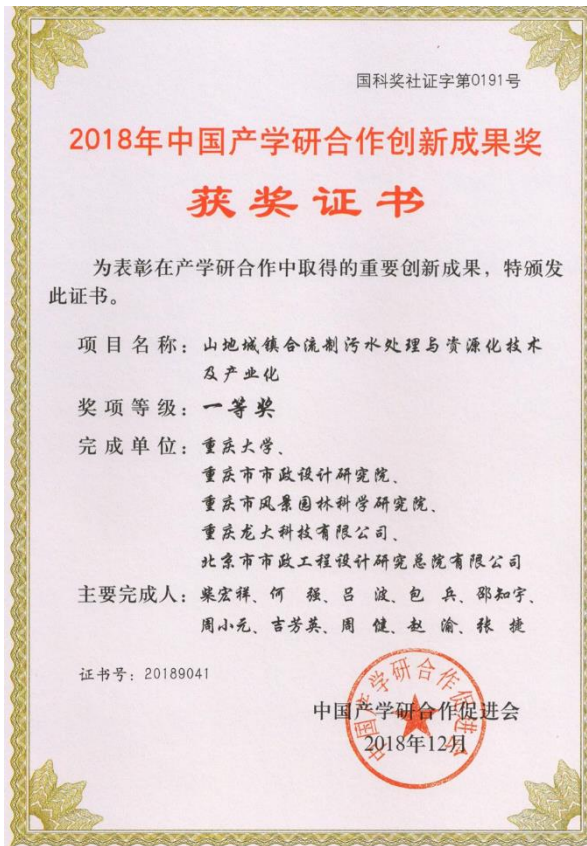 国科奖社证字第0191号
2018年中国产学研合作创新成果奖
获奖证书
为表彰在产学研合作中取得的重要创新成果，特颁发
此证书。
项目名称：山地城镇合流制污水处理与资源化技术
及产业化
奖项等级：一等奖
完成单位：重庆大学、
重庆市市政设计研究院、
重庆市风景园林科学研究院、
重庆龙大科技有限公司、
北京市市政工程设计研究总院有限公司
主要完成人：柴宏祥、何 强、吕 波、包 兵、邵知宇、
周小元、吉芳英、周 健、赵 渝、张 捷
证书号：20189041
中国产学研合作促进会
2018年12月
中国产学研合作促进会